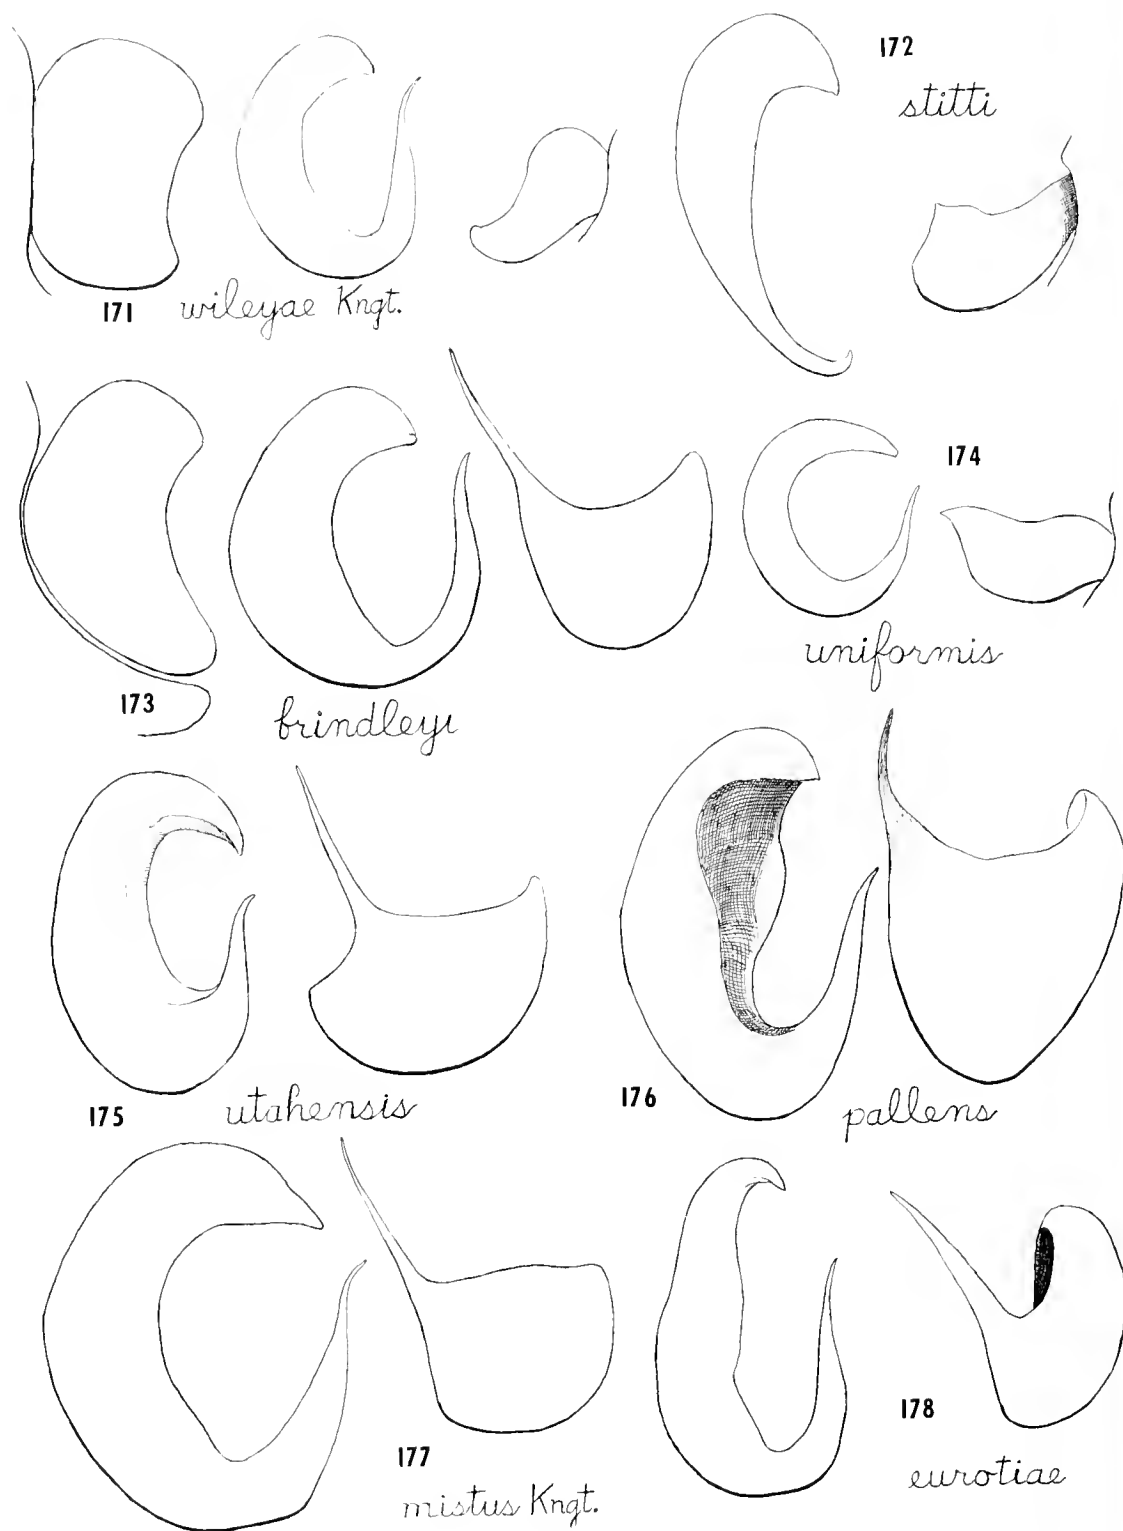 172
stitti
171 wileyae Kngt.
174
uniformis
173
brindleyi
175 utahensis
176
pallens
177
mistus Kngt.
178
eurotiae